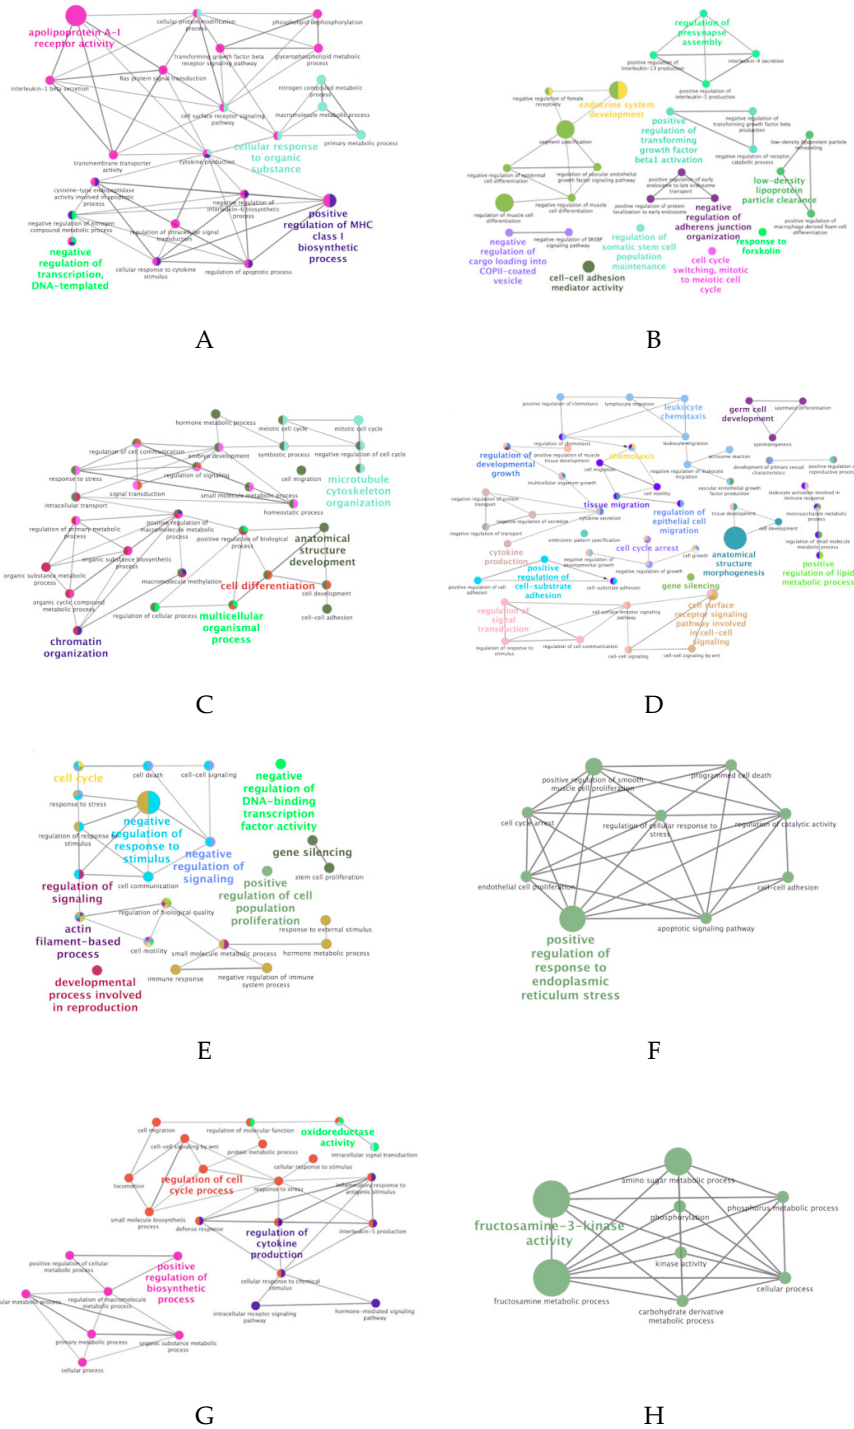 apolipoprotein A-I
receptor activity
cellular protein modification
process
phospholipid dephosphorylation
transforming growth factor beta
receptor signaling pathway
glycerophospholipid metabolic
process
interleukin-1 beta secretion
Ras protein signal transduction
nitrogen compound metabolic
process
macromolecule metabolic process
cell surface receptor signaling
pathway
primary metabolic process
cellular response
to organic
substance
transmembrane transporter
activity
cytokine production
cysteine-type endopeptidase
activity involved in apoptotic
process
negative regulation of
interleukin-6 biosynthetic
process
positive
regulation of MHC
class I
biosynthetic
process
negative regulation of nitrogen
compound metabolic process
regulation of intracellular signal
transduction
negative
regulation of
transcription,
DNA-templated
cellular response to cytokine
stimulus
regulation of apoptotic process
A
regulation of
presynapse
assembly
positive regulation of
interleukin-13 production
interleukin-4 secretion
positive regulation of
interleukin-5 production
negative regulation of female
receptivity
endocrine system
development
segment specification
positive
regulation of
transforming
growth factor
beta1 activation
negative regulation of
transforming growth factor beta
production
negative regulation of receptor
catabolic process
low-density lipoprotein particle
remodeling
low-density
lipoprotein
particle clearance
positive regulation of
macrophage derived foam cell
differentiation
negative regulation of epidermal
cell differentiation
regulation of vascular endothelial
growth factor signaling pathway
regulation of muscle cell
differentiation
negative regulation of muscle
cell differentiation
positive regulation of early
endosome to late endosome
transport
positive regulation of protein
localization to early endosome
negative
regulation of
adherens junction
organization
negative
regulation of
cargo loading into
COPII-coated
vesicle
negative regulation of SREBP
signaling pathway
cell-cell adhesion
mediator activity
regulation of
somatic stem cell
population
maintenance
cell cycle
switching, mitotic
to meiotic cell
cycle
response to
forskolin
B
hormone metabolic process
meiotic cell cycle
mitotic cell cycle
regulation of cell communication
embryo development
symbiotic process
negative regulation of cell cycle
response to stress
regulation of signaling
cell migration
microtubule
cytoskeleton
organization
signal transduction
small molecule metabolic process
intracellular transport
homeostatic process
regulation of primary metabolic
process
positive regulation of
macromolecule metabolic process
positive regulation of biological
process
anatomical
structure
development
organic substance biosynthetic
process
organic substance metabolic
process
macromolecule methylation
cell differentiation
cell development
organic cyclic compound
metabolic process
regulation of cellular process
multicellular
organismal
process
cell-cell adhesion
chromatin
organization
C
positive regulation of chemotaxis
lymphocyte migration
leukocyte
chemotaxis
germ cell
development
spermatid differentiation
spermatogenesis
regulation of chemotaxis
leukocyte migration
regulation of
developmental
growth
positive regulation of muscle
tissue development
chemotaxis
cell migration
acrosome reaction
negative regulation of leukocyte
migration
development of primary sexual
characteristics
positive regulation of
reproductive process
multicellular organism growth
cell motility
vascular endothelial growth
factor production
leukocyte activation involved in
immune response
negative regulation of protein
transport
tissue migration
regulation of
epithelial cell
migration
tissue development
monosaccharide metabolic
process
negative regulation of secretion
cytokine secretion
cell development
negative regulation of transport
embryonic pattern specification
regulation of small molecule
metabolic process
cytokine
production
cell cycle arrest
negative regulation of
developmental growth
cell growth
anatomical
structure
morphogenesis
positive
regulation of lipid
metabolic process
positive
regulation of
cell-substrate
adhesion
negative regulation of growth
positive regulation of cell
adhesion
cell-substrate adhesion
gene silencing
regulation of
signal
transduction
cell surface receptor signaling
pathway
cell surface
receptor signaling
pathway involved
in cell-cell
signaling
regulation of response to
stimulus
regulation of cell communication
cell-cell signaling
cell-cell signaling by wnt
D
cell cycle
cell death
cell-cell signaling
response to stress
negative
regulation of
response to
stimulus
regulation of response to
stimulus
negative
regulation of
signaling
negative
regulation of
DNA-binding
transcription
factor activity
gene silencing
stem cell proliferation
regulation of
signaling
cell communication
positive
regulation of cell
population
proliferation
regulation of biological quality
actin
filament-based
process
cell motility
response to external stimulus
small molecule metabolic process
hormone metabolic process
developmental
process involved
in reproduction
immune response
negative regulation of immune
system process
E
positive regulation of smooth
muscle cell proliferation
programmed cell death
cell cycle arrest
regulation of cellular response to
stress
regulation of catalytic activity
endothelial cell proliferation
cell-cell adhesion
apoptotic signaling pathway
positive
regulation of
response to
endoplasmic
reticulum stress
F
cell migration
regulation of molecular function
oxidoreductase
activity
cell-cell signaling by wnt
protein metabolic process
intracellular signal transduction
cellular response to stimulus
locomotion
regulation of cell
cycle process
response to stress
inflammatory response to
antigenic stimulus
small molecule biosynthetic
process
defense response
regulation of
cytokine
production
interleukin-5 production
positive regulation of cellular
metabolic process
positive
regulation of
biosynthetic
process
cellular response to chemical
stimulus
regulation of macromolecule
metabolic process
intracellular receptor signaling
pathway
hormone-mediated signaling
pathway
primary metabolic process
organic substance metabolic
process
cellular process
G
amino sugar metabolic process
fructosamine-3-kinase
activity
phosphorylation
phosphorus metabolic process
kinase activity
fructosamine metabolic process
cellular process
carbohydrate derivative
metabolic process
H